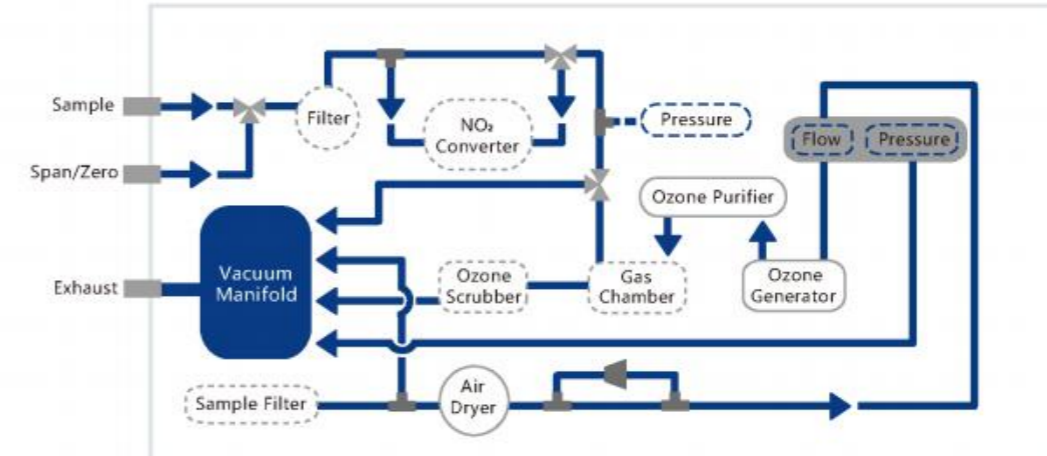 Sample
Filter
NO₂
Converter
Pressure
Flow
Pressure
Span/Zero
Ozone Purifier
Vacuum
Manifold
Ozone
Scrubber
Gas
Chamber
Ozone
Generator
Exhaust
Sample Filter
Air
Dryer